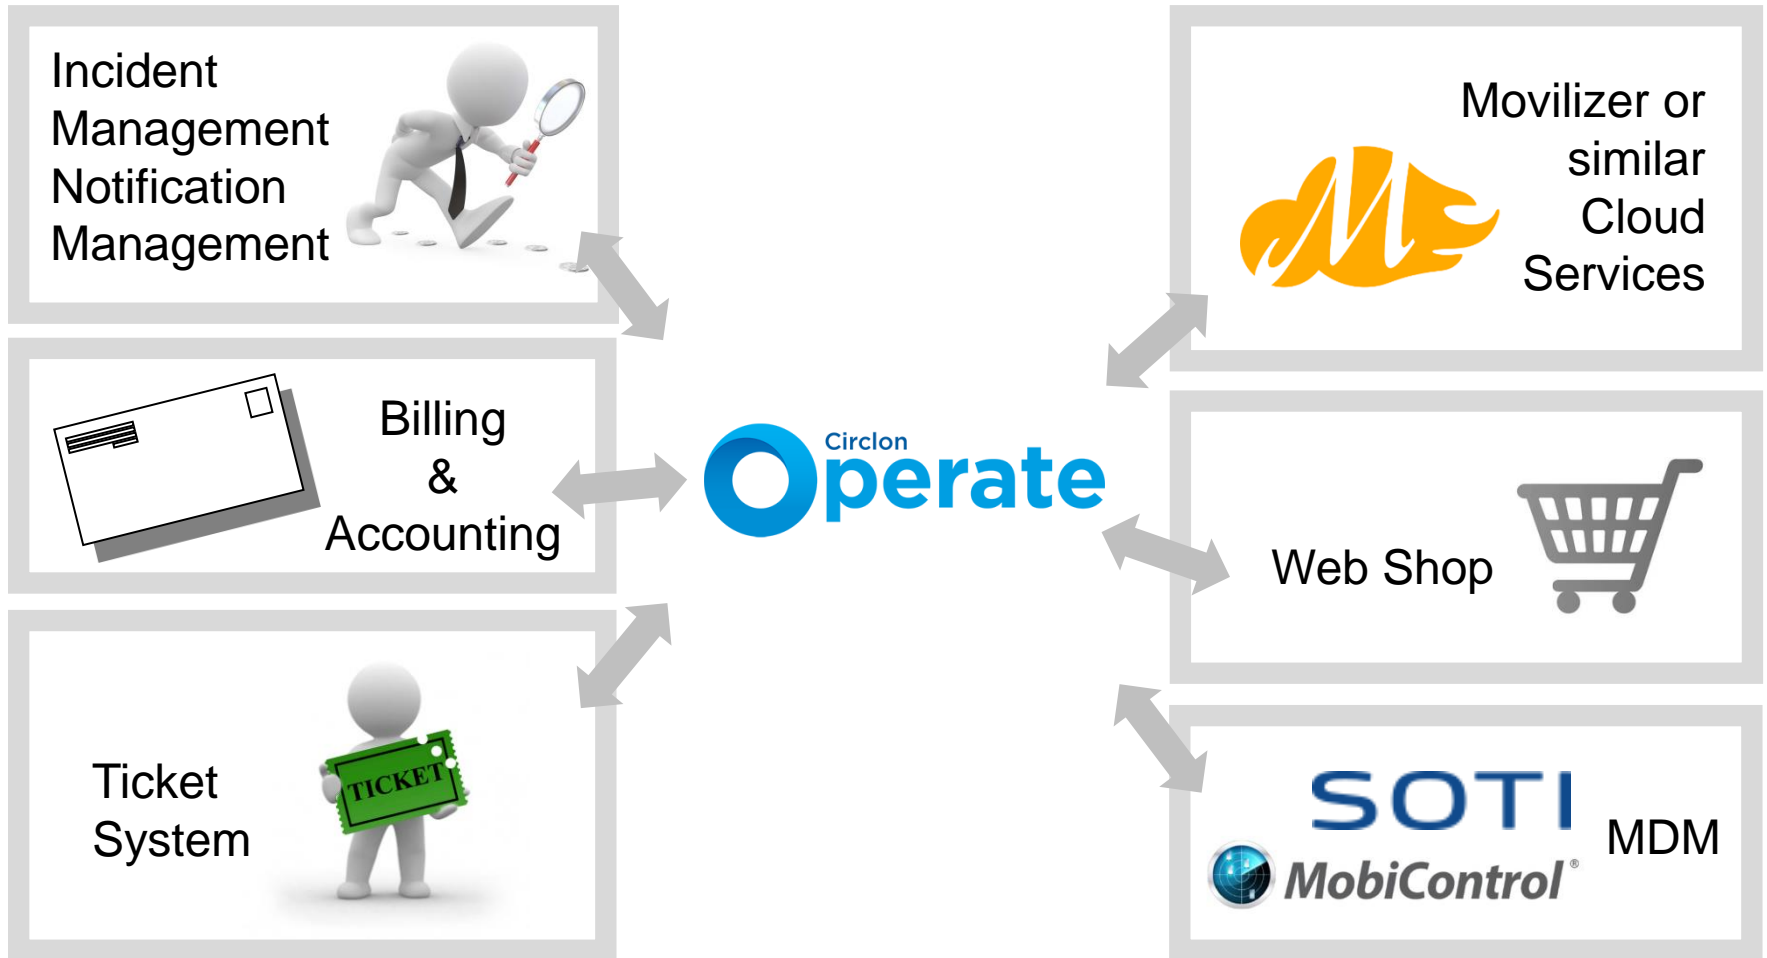 Incident
Management
Notification
Management
Billing
&
Accounting
Ticket
System
TICKET
Circlon
Operate
Movilizer or
similar
Cloud
Services
M
Web Shop
SOTI
MobiControl®
MDM